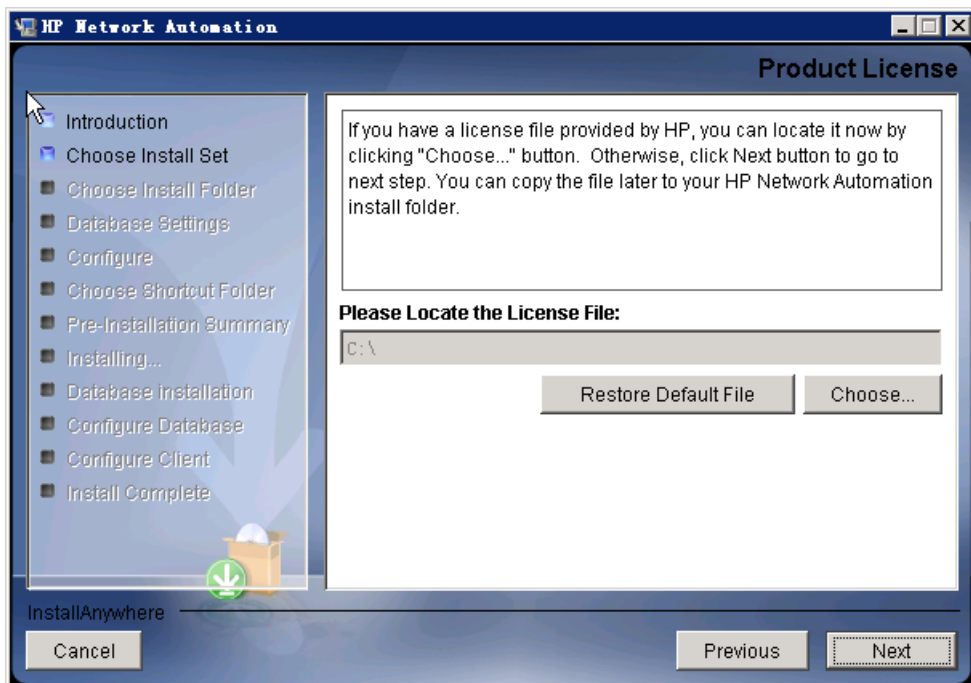 HP Network Automation
Product License
Introduction
Choose Install Set
Choose Install Folder
Database Settings
Configure
Choose Shortcut Folder
Pre-Installation Summary
Installing...
Database installation
Configure Database
Configure Client
Install Complete
If you have a license file provided by HP, you can locate it now by
clicking "Choose..." button. Otherwise, click Next button to go to
next step. You can copy the file later to your HP Network Automation
install folder.
Please Locate the License File:
C:\
Restore Default File
Choose...
InstallAnywhere
Cancel
Previous
Next